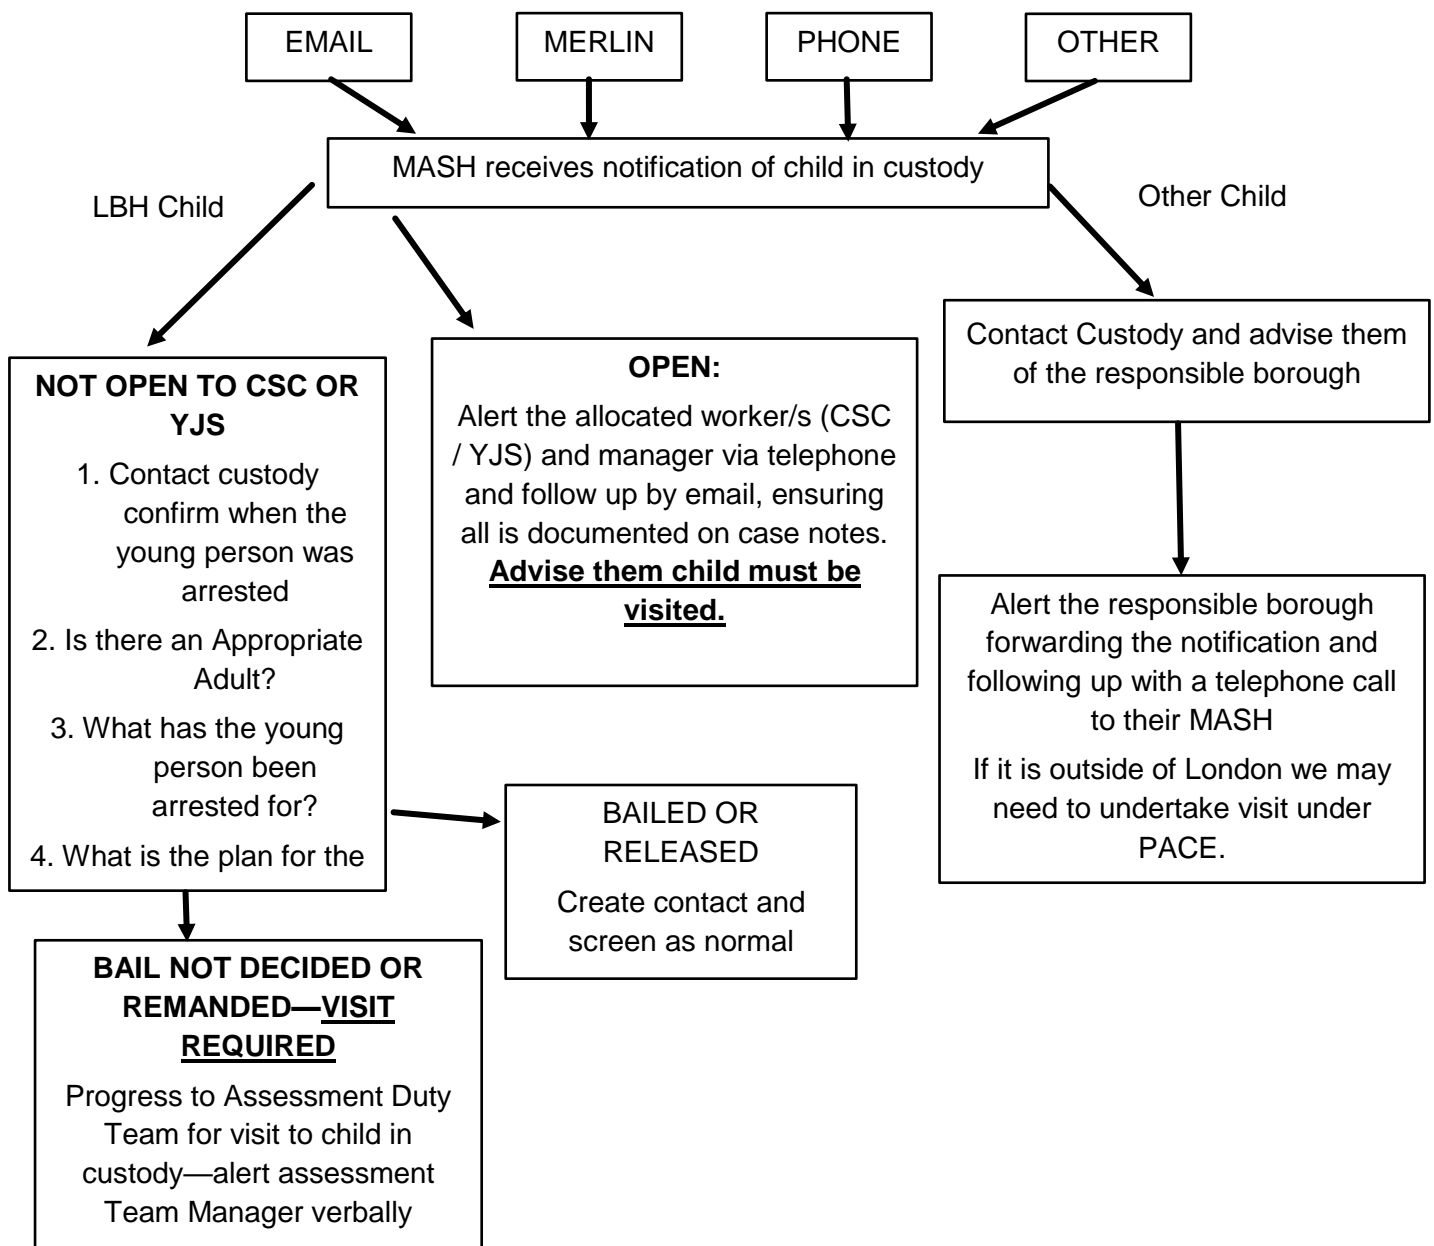 EMAIL
MERLIN
PHONE
OTHER
MASH receives notification of child in custody
LBH Child
Other Child
NOT OPEN TO CSC OR
YJS
1. Contact custody
confirm when the
young person was
arrested
2. Is there an Appropriate
Adult?
3. What has the young
person been
arrested for?
4. What is the plan for the
OPEN:
Alert the allocated worker/s (CSC
/ YJS) and manager via telephone
and follow up by email, ensuring
all is documented on case notes.
Advise them child must be
visited.
Contact Custody and advise them
of the responsible borough
Alert the responsible borough
forwarding the notification and
following up with a telephone call
to their MASH
If it is outside of London we may
need to undertake visit under
PACE.
BAILED OR
RELEASED
Create contact and
screen as normal
BAIL NOT DECIDED OR
REMANDED—VISIT
REQUIRED
Progress to Assessment Duty
Team for visit to child in
custody—alert assessment
Team Manager verbally